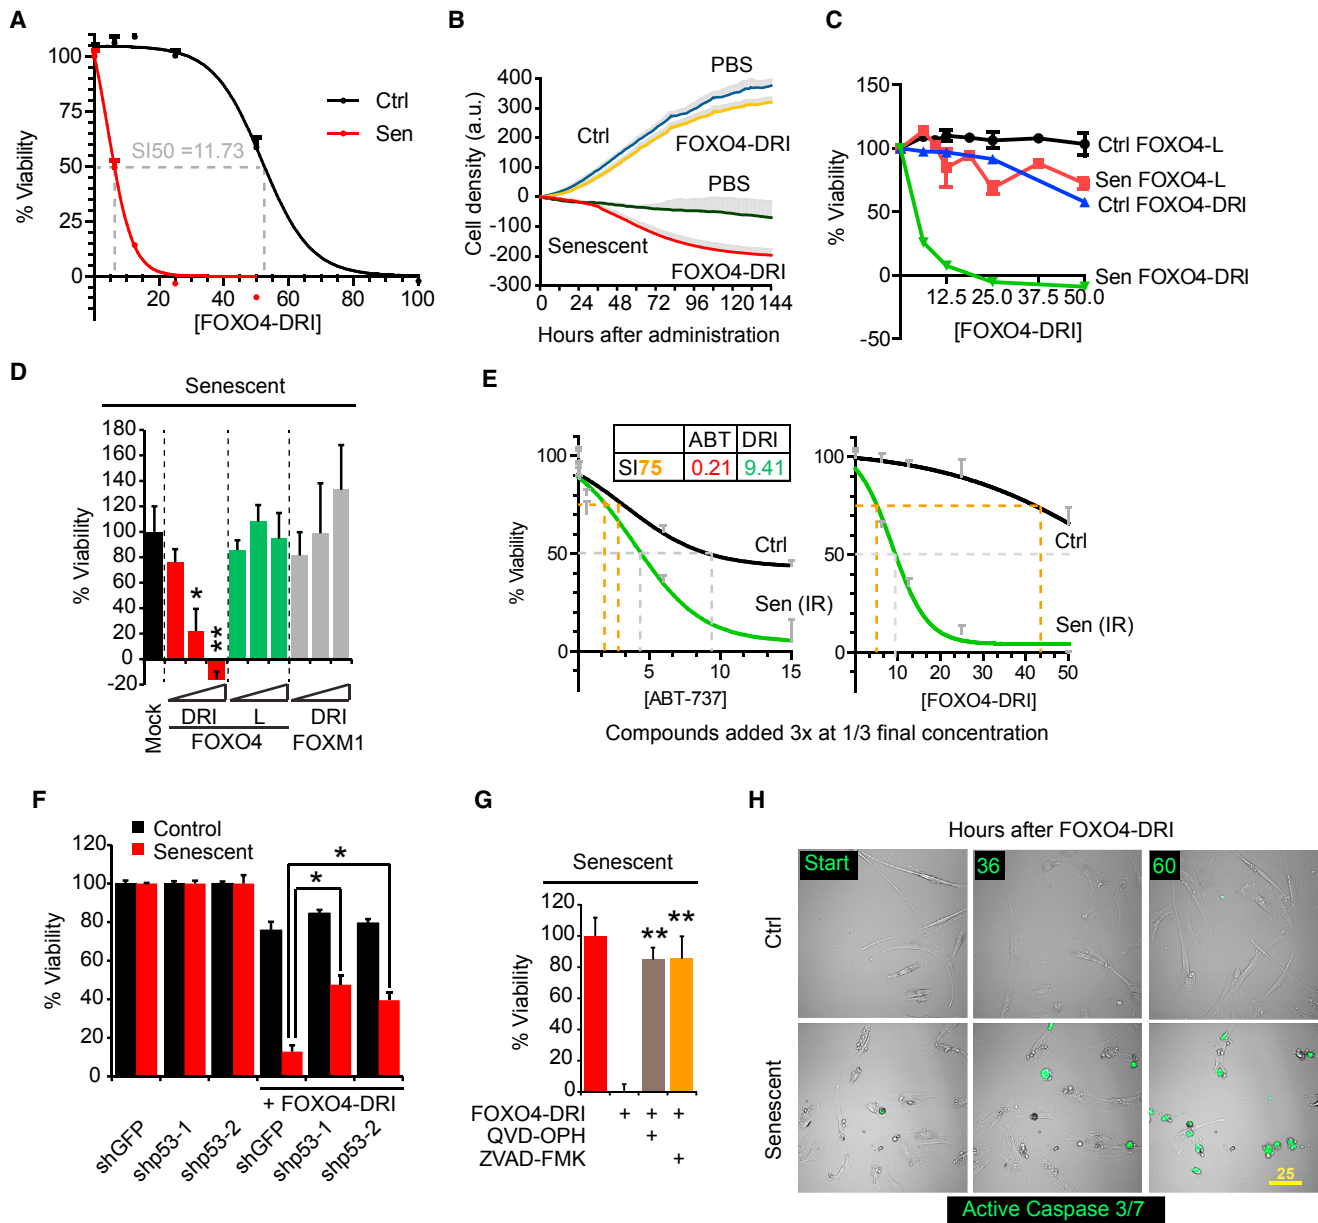 A
100
75
50
25
0
% Viability
SI50 =11.73
Ctrl
Sen
20
40
60
80
100
[FOXO4-DRI]
B
400
300
200
100
0
-100
-200
-300
Cell density (a.u.)
PBS
Ctrl
FOXO4-DRI
PBS
Senescent
FOXO4-DRI
0 24 48 72 96 120 144
Hours after administration
C
150
100
50
0
-50
% Viability
Ctrl FOXO4-L
Sen FOXO4-L
Ctrl FOXO4-DRI
Sen FOXO4-DRI
12.5 25.0 37.5 50.0
[FOXO4-DRI]
D
Senescent
180
160
140
120
100
80
60
40
20
0
-20
% Viability
*
**
Mock
DRI L DRI
FOXO4 FOXM1
E
ABT DRI
SI75 0.21 9.41
100
50
0
% Viability
Ctrl
Sen (IR)
5 10 15
[ABT-737]
100
50
0
Ctrl
Sen (IR)
10 20 30 40 50
[FOXO4-DRI]
Compounds added 3x at 1/3 final concentration
F
Control
Senescent
120
100
80
60
40
20
0
% Viability
*
*
+ FOXO4-DRI
shGFP
shp53-1
shp53-2
shGFP
shp53-1
shp53-2
G
Senescent
120
100
80
60
40
20
0
% Viability
**
**
FOXO4-DRI + + +
QVD-OPH +
ZVAD-FMK +
H
Hours after FOXO4-DRI
Start
36
60
Ctrl
Senescent
25
Active Caspase 3/7